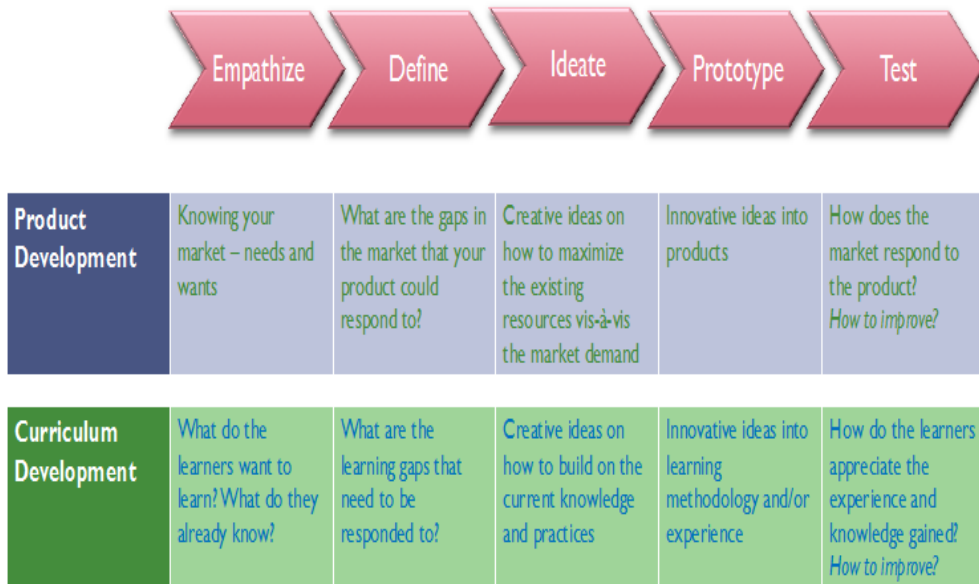 Empathize
Define
Ideate
Prototype
Test
Product
Development
Knowing your
market – needs and
wants
What are the gaps in
the market that your
product could
respond to?
Creative ideas on
how to maximize
the existing
resources vis-à-vis
the market demand
Innovative ideas into
products
How does the
market respond to
the product?
How to improve?
Curriculum
Development
What do the
learners want to
learn? What do they
already know?
What are the
learning gaps that
need to be
responded to?
Creative ideas on
how to build on the
current knowledge
and practices
Innovative ideas into
learning
methodology and/or
experience
How do the learners
appreciate the
experience and
knowledge gained?
How to improve?